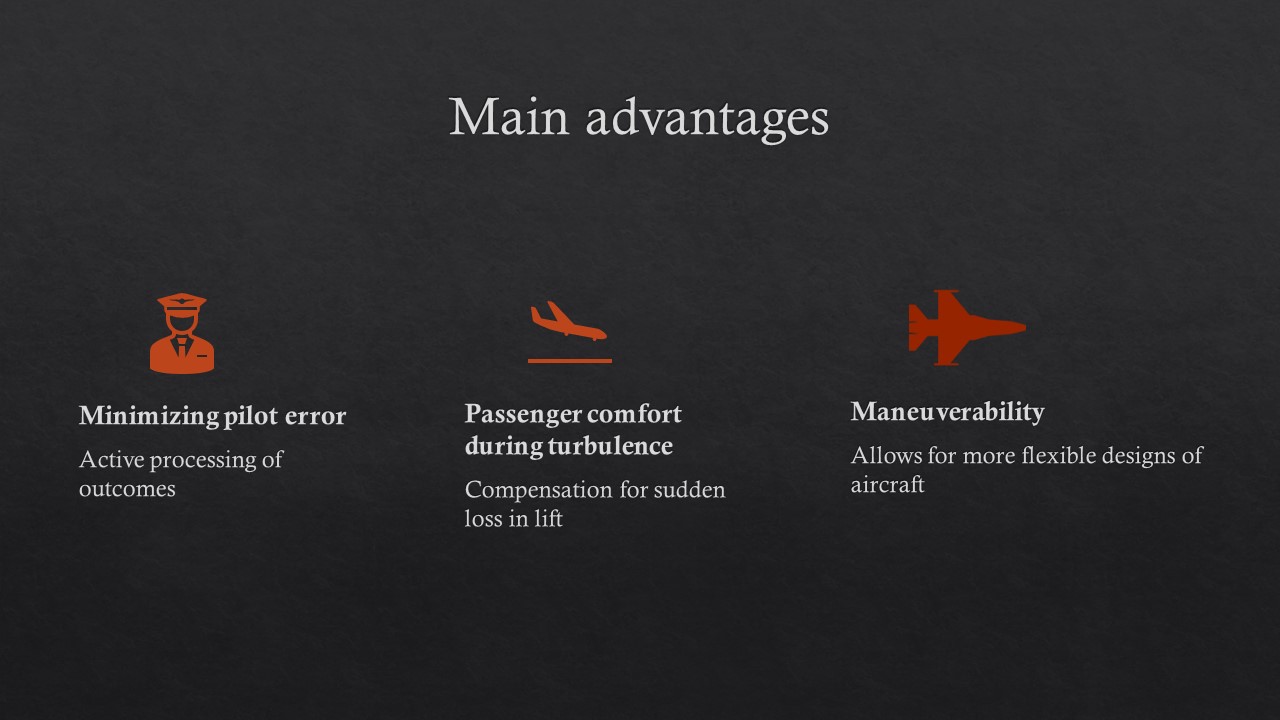 Main advantages
Minimizing pilot error
Active processing of
outcomes
Passenger comfort
during turbulence
Compensation for sudden
loss in lift
Maneuverability
Allows for more flexible designs of
aircraft